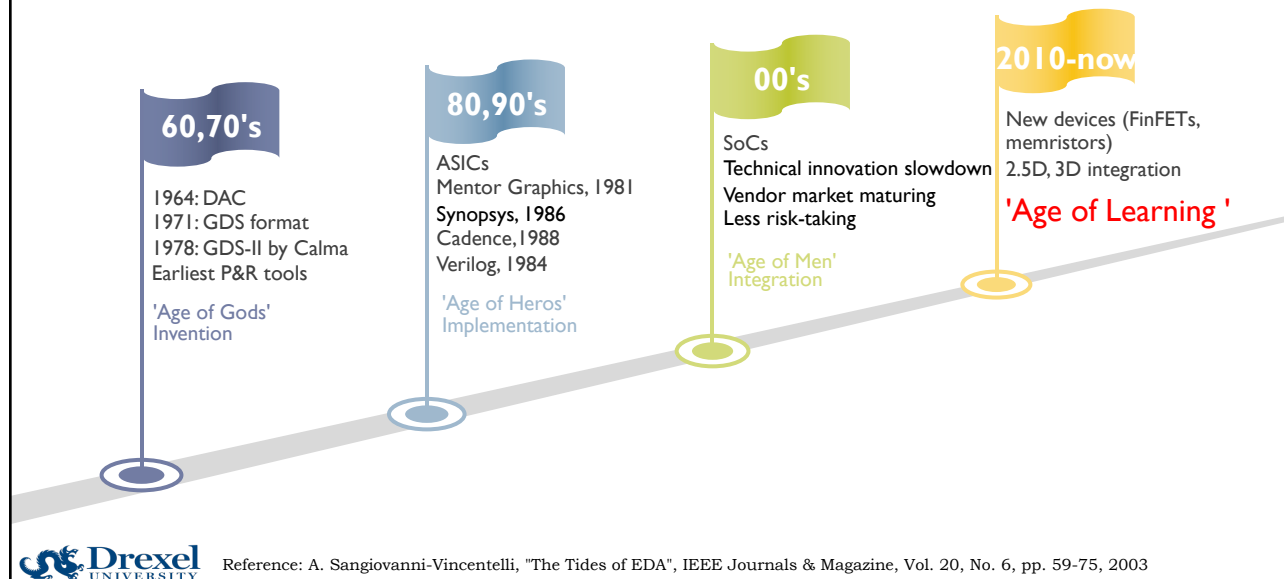 60,70's
1964: DAC
1971: GDS format
1978: GDS-II by Calma
Earliest P&R tools
'Age of Gods'
Invention
80,90's
ASICs
Mentor Graphics, 1981
Synopsys, 1986
Cadence,1988
Verilog, 1984
'Age of Heros'
Implementation
00's
SoCs
Technical innovation slowdown
Vendor market maturing
Less risk-taking
'Age of Men'
Integration
2010-now
New devices (FinFETs,
memristors)
2.5D, 3D integration
'Age of Learning '
Drexel
UNIVERSITY
Reference: A. Sangiovanni-Vincentelli, "The Tides of EDA", IEEE Journals & Magazine, Vol. 20, No. 6, pp. 59-75, 2003